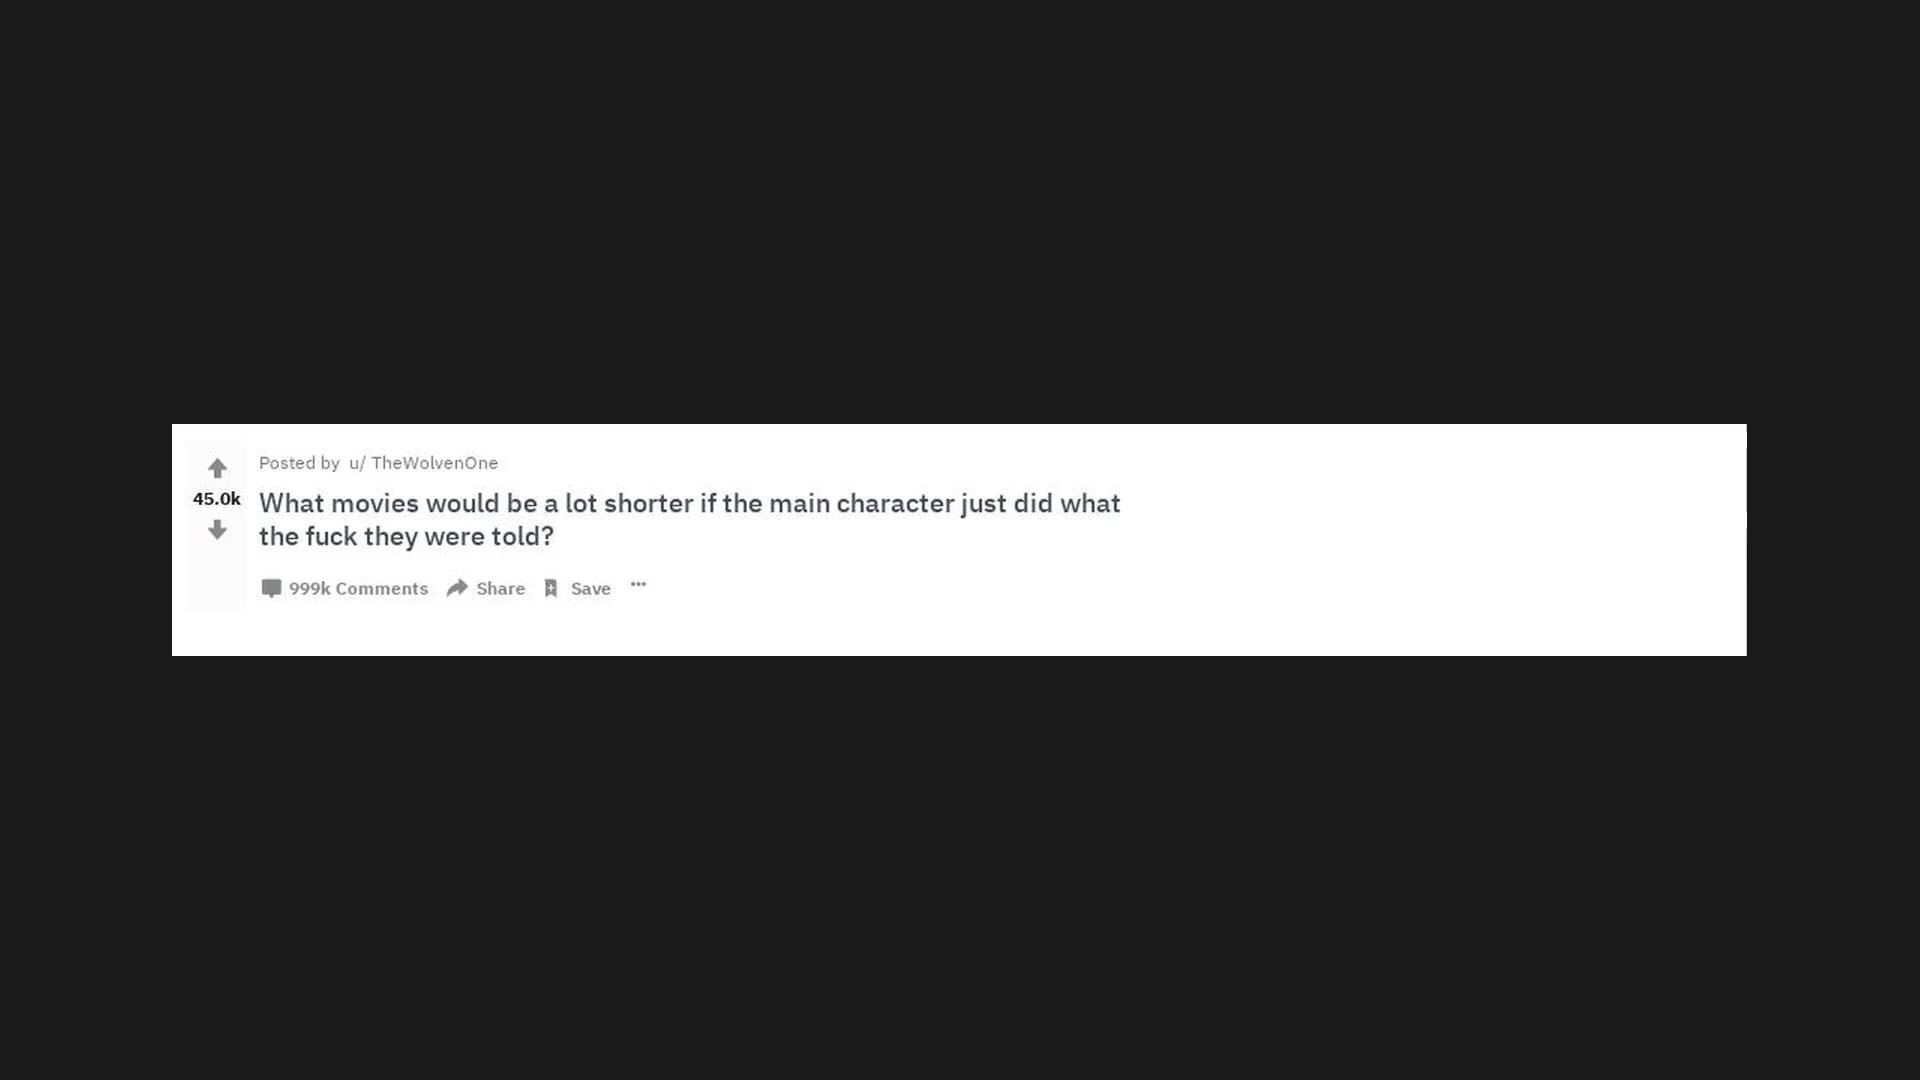 Posted by u/ TheWolvenOne
45.0k
What movies would be a lot shorter if the main character just did what
the fuck they were told?
999k Comments Share Save ...